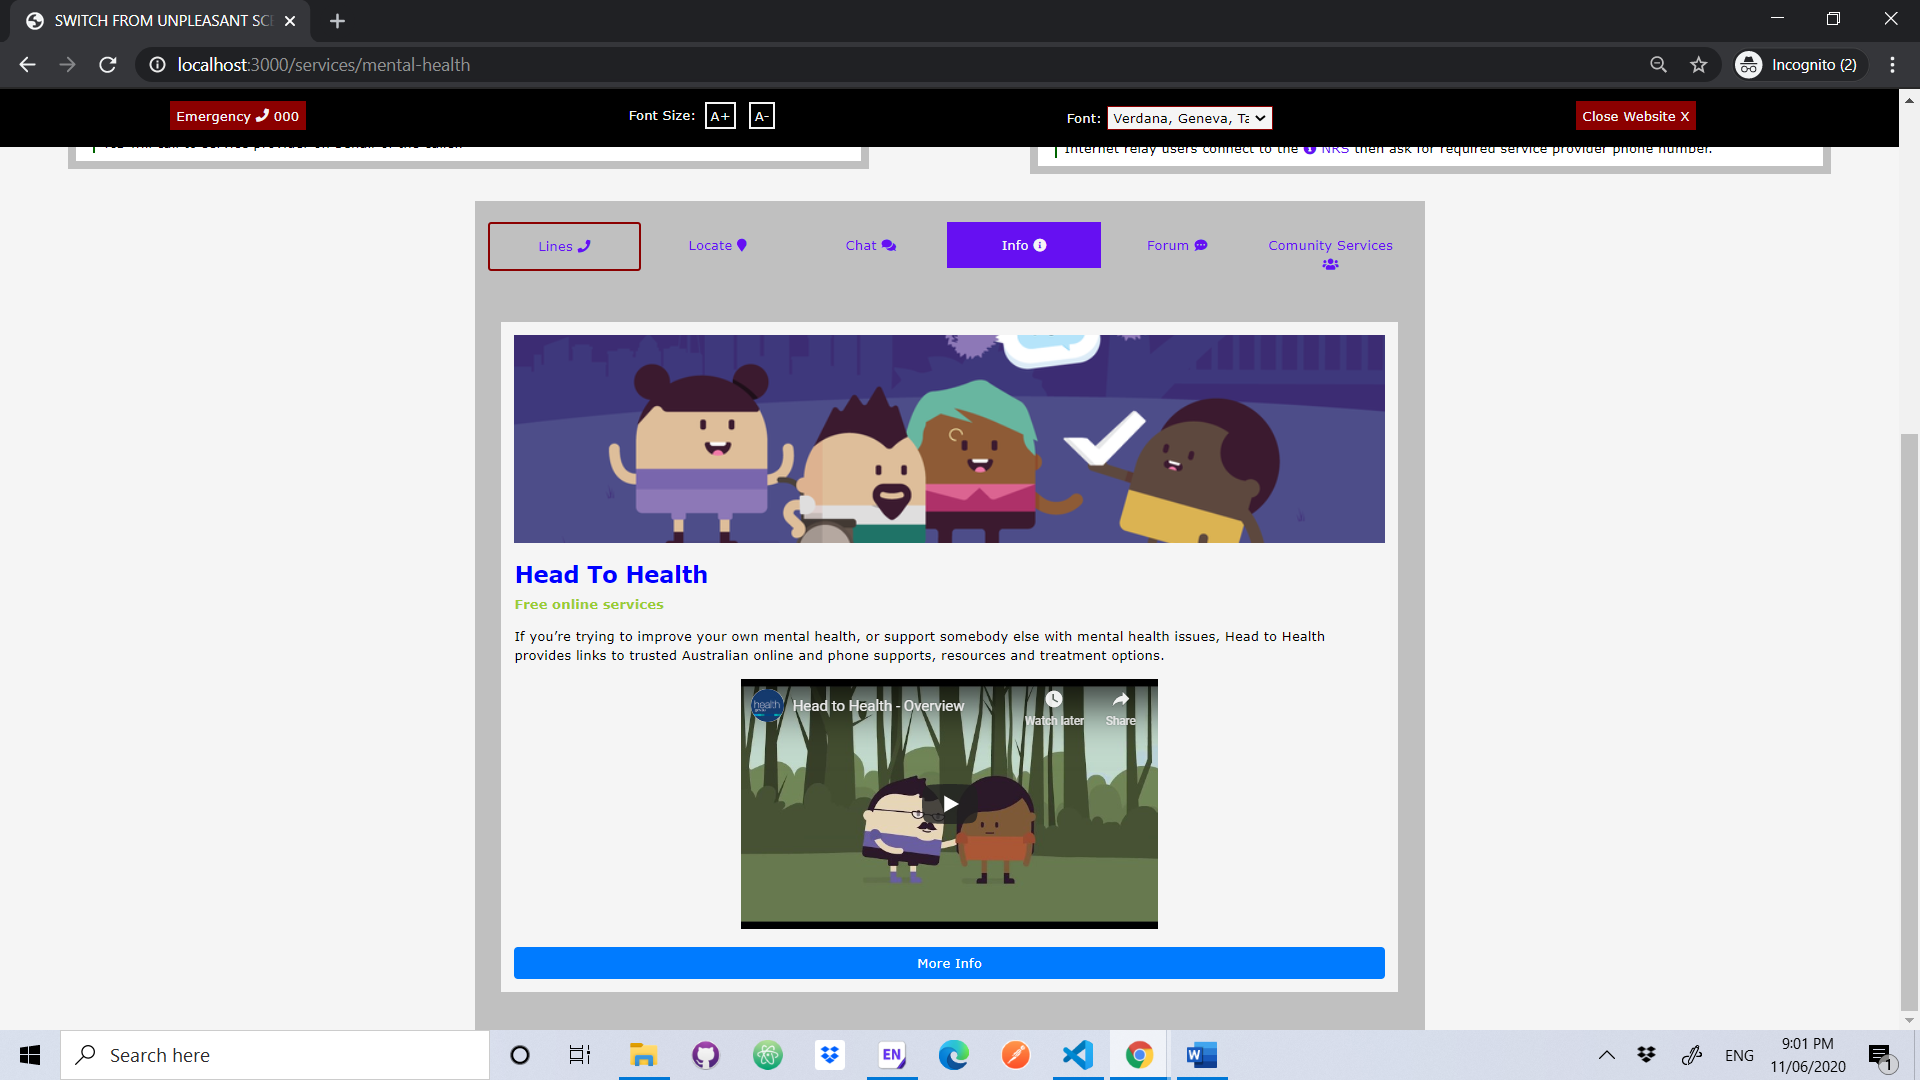 SWITCH FROM UNPLEASANT SCE
localhost:3000/services/mental-health
Incognito (2)
Emergency 000
Font Size: A+ A-
Font: Verdana, Geneva, Ta
Close Website X
Internet relay users connect to the NRS then ask for required service provider phone number.
Lines
Locate
Chat
Info
Forum
Comunity Services
Head To Health
Free online services
If you’re trying to improve your own mental health, or support somebody else with mental health issues, Head to Health
provides links to trusted Australian online and phone supports, resources and treatment options.
health
Head to Health - Overview
Watch later
Share
More Info
Search here
EN
ENG
9:01 PM
11/06/2020
1